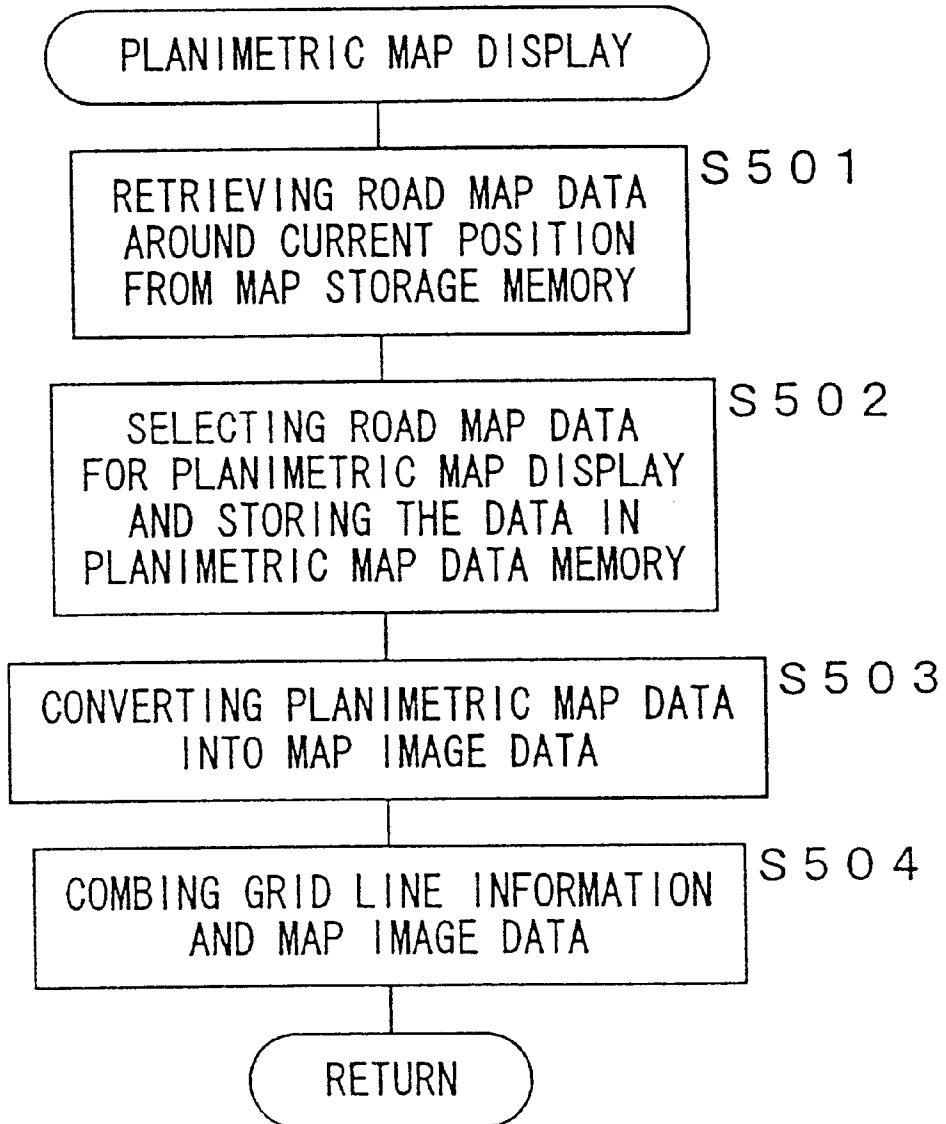 PLANIMETRIC MAP DISPLAY
S501
RETRIEVING ROAD MAP DATA
AROUND CURRENT POSITION
FROM MAP STORAGE MEMORY
S502
SELECTING ROAD MAP DATA
FOR PLANIMETRIC MAP DISPLAY
AND STORING THE DATA IN
PLANIMETRIC MAP DATA MEMORY
S503
CONVERTING PLANIMETRIC MAP DATA
INTO MAP IMAGE DATA
S504
COMBING GRID LINE INFORMATION
AND MAP IMAGE DATA
RETURN